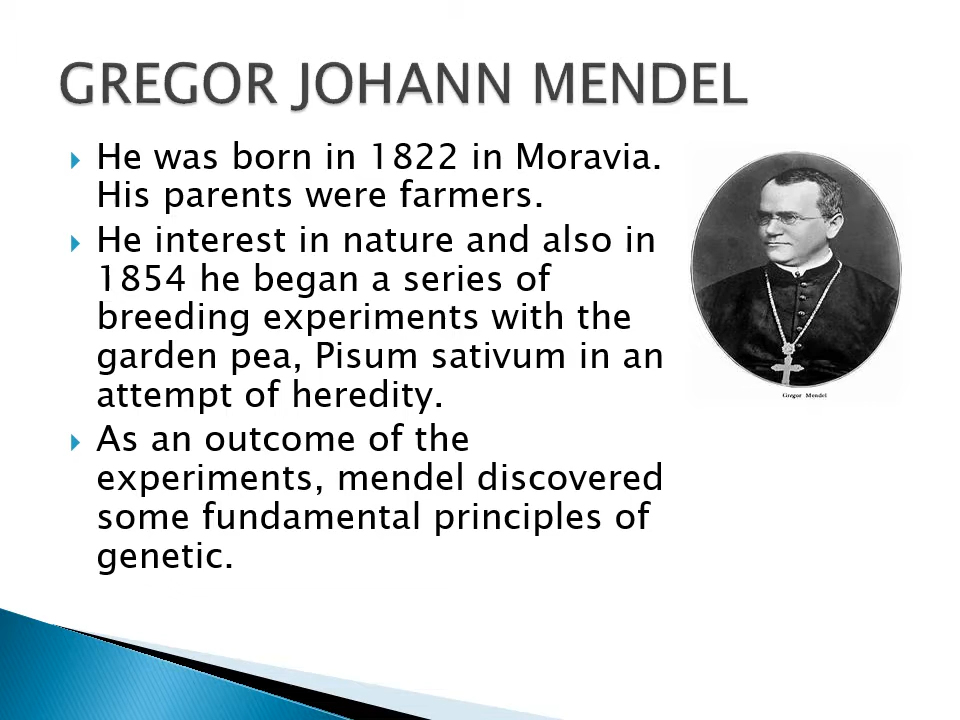 GREGOR JOHANN MENDEL
He was born in 1822 in Moravia.
His parents were farmers.
He interest in nature and also in
1854 he began a series of
breeding experiments with the
garden pea, Pisum sativum in an
attempt of heredity.
As an outcome of the
experiments, mendel discovered
some fundamental principles of
genetic.
Gregor Mendel